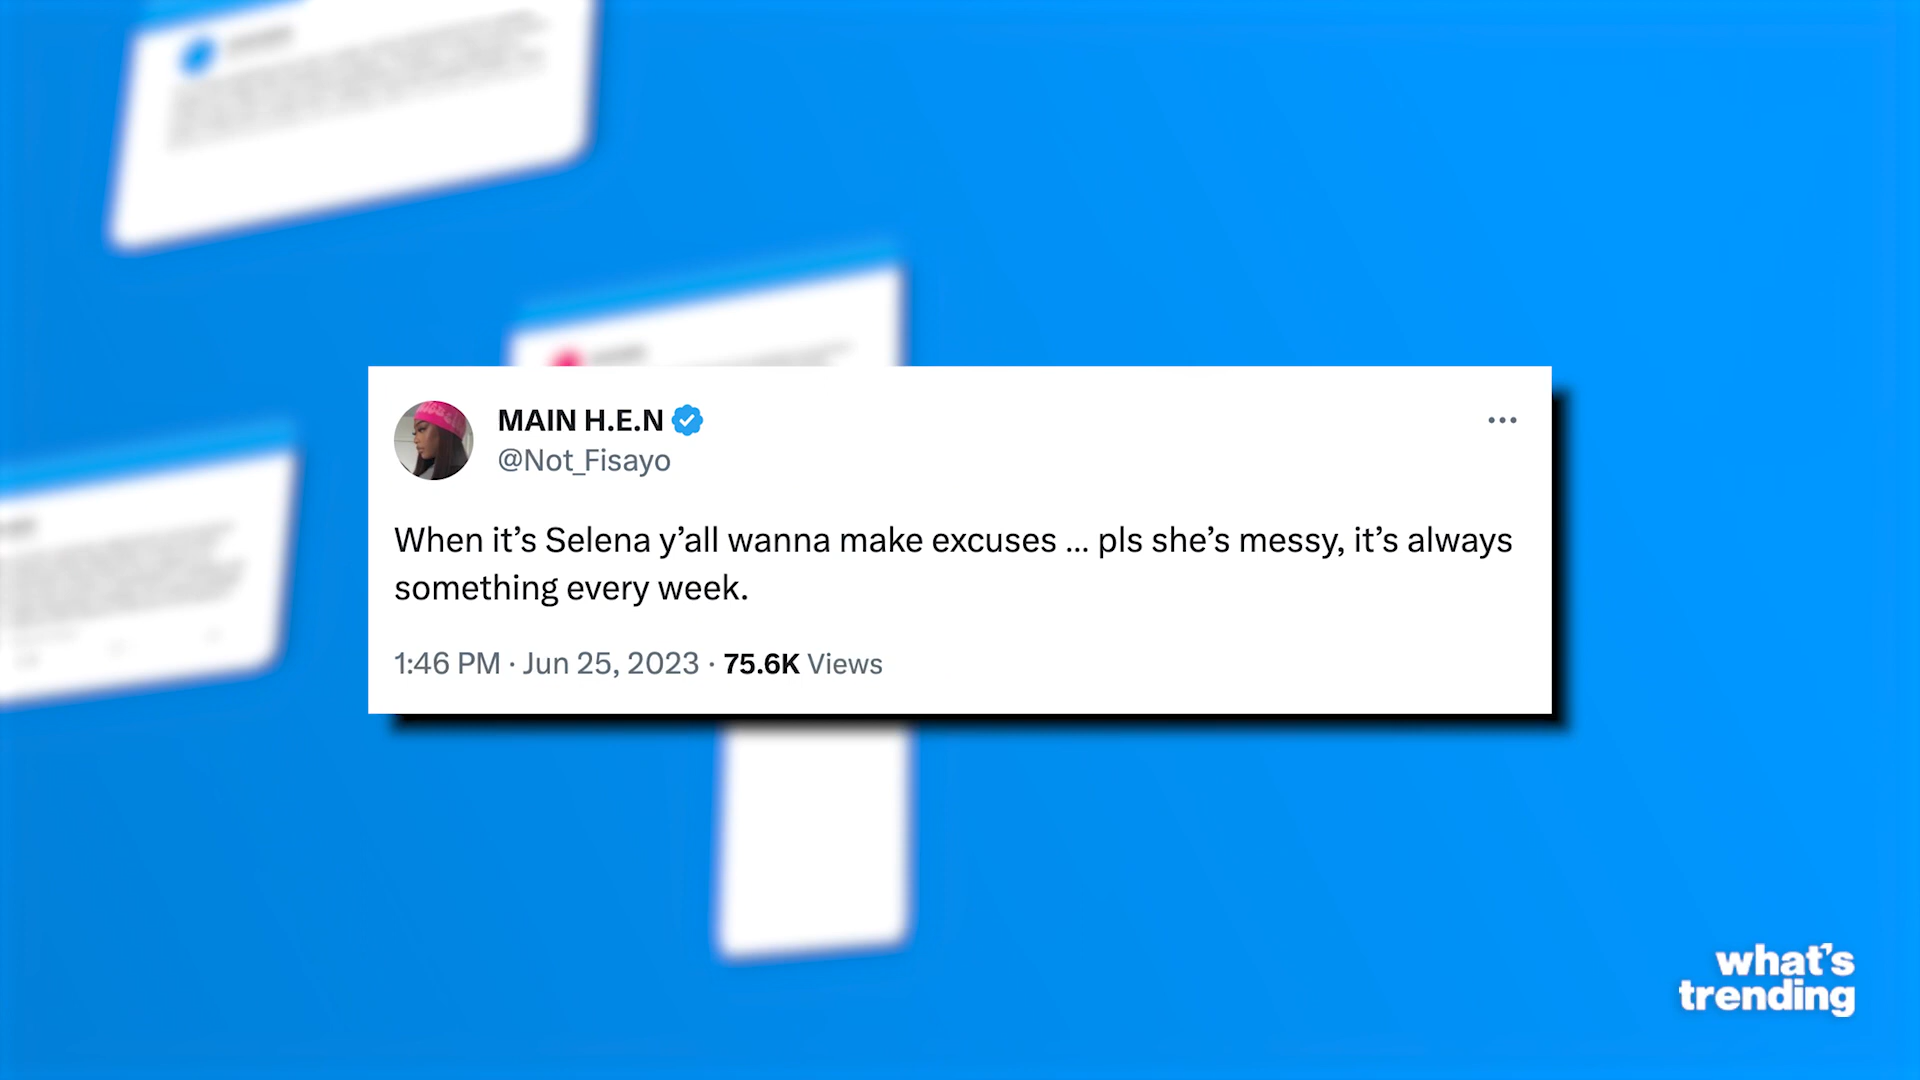 MAIN H.E.N
@Not_Fisayo
When it’s Selena y’all wanna make excuses ... pls she’s messy, it’s always
something every week.
1:46 PM · Jun 25, 2023 · 75.6K Views
what’s
trending